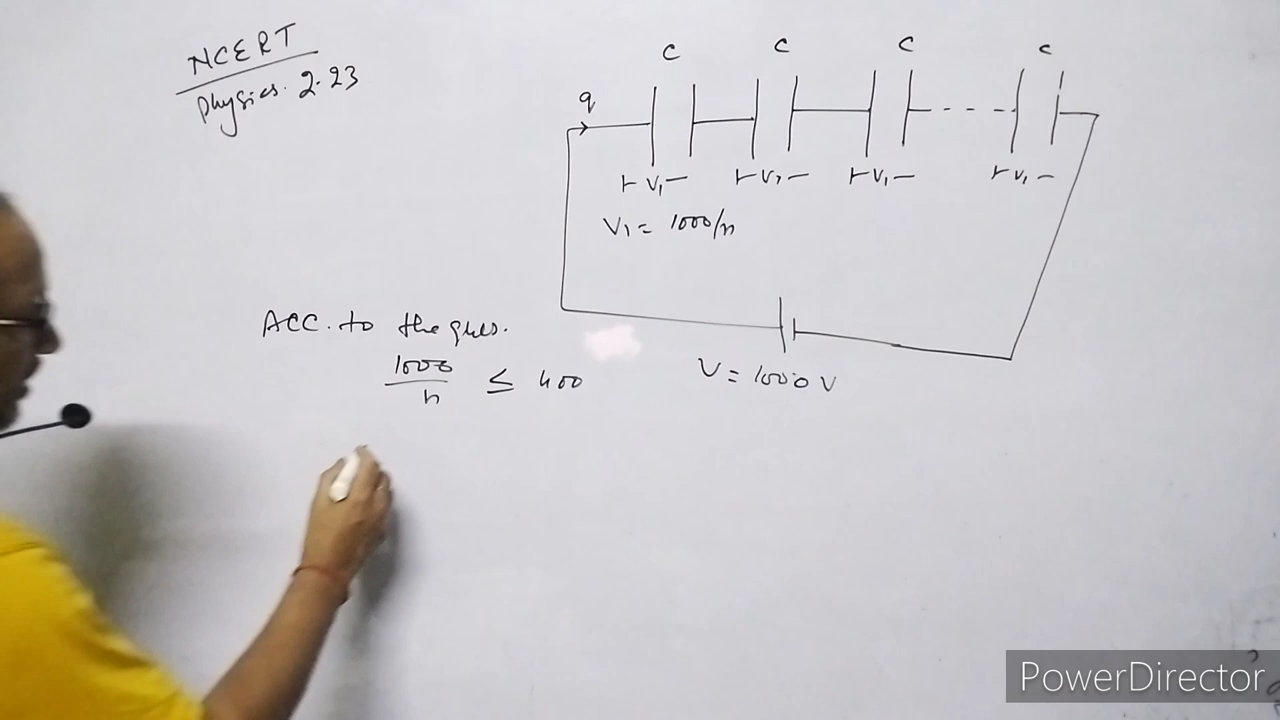 NCERT
Physics. 2.23
C C C C
q
V₁ V₁ V₁ V₁
V₁ = 1000/n
V = 1000 V
Acc. to the ques.
1000/n ≤ 400
PowerDirector